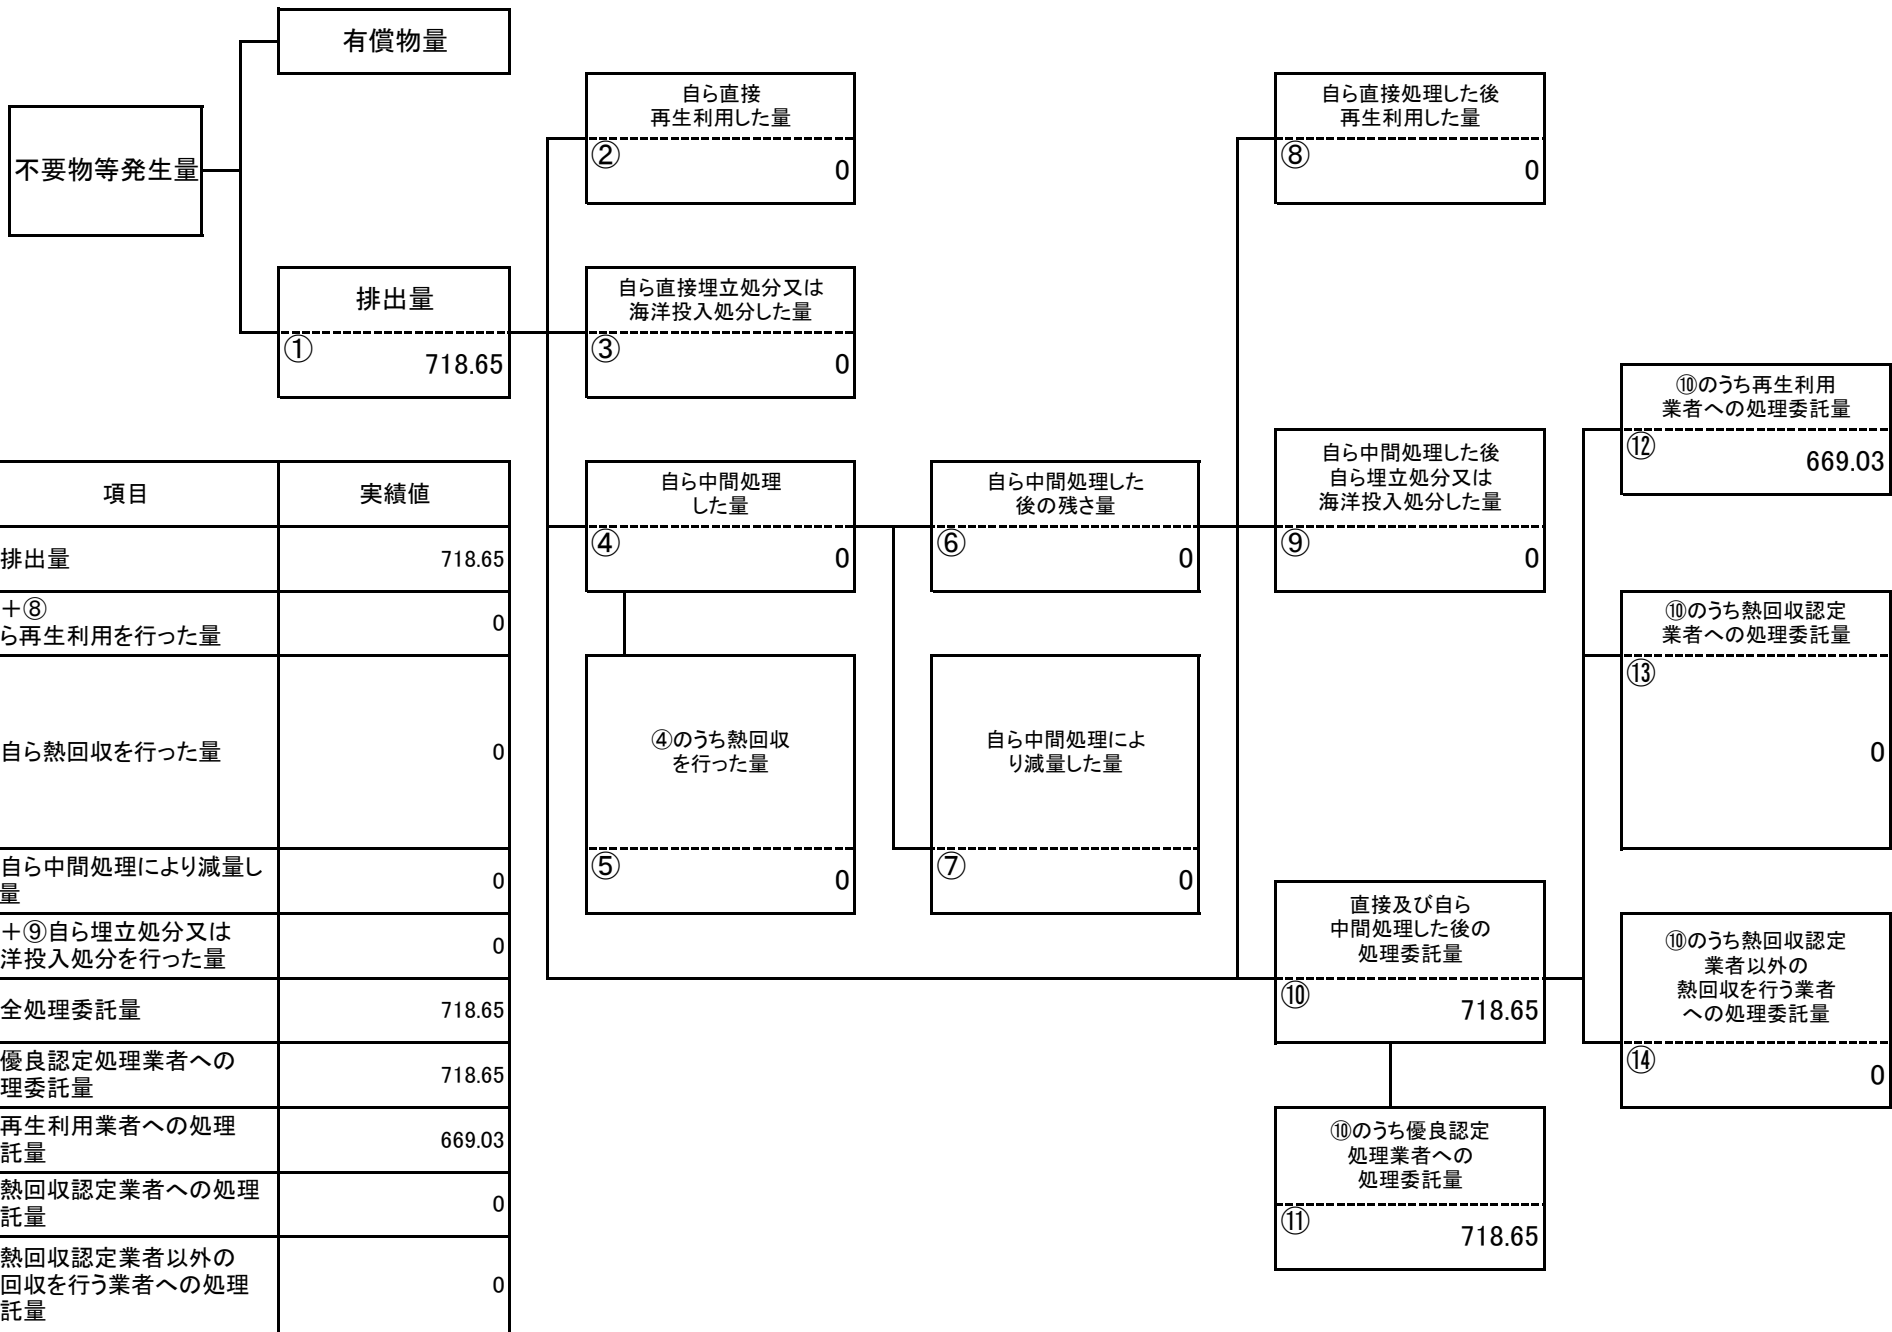 有償物量
不要物等発生量
排出量
①
718.65
自ら直接
再生利用した量
②
0
自ら直接埋立処分又は
海洋投入処分した量
③
0
自ら中間処理
した量
④
0
④のうち熱回収
を行った量
⑤
0
自ら中間処理した
後の残さ量
⑥
0
自ら中間処理によ
り減量した量
⑦
0
自ら直接処理した後
再生利用した量
⑧
0
自ら中間処理した後
自ら埋立処分又は
海洋投入処分した量
⑨
0
直接及び自ら
中間処理した後の
処理委託量
⑩
718.65
⑩のうち優良認定
処理業者への
処理委託量
⑪
718.65
⑩のうち再生利用
業者への処理委託量
⑫
669.03
⑩のうち熱回収認定
業者への処理委託量
⑬
0
⑩のうち熱回収認定
業者以外の
熱回収を行う業者
への処理委託量
⑭
0
項目 実績値
排出量 718.65
+⑧
ら再生利用を行った量 0
自ら熱回収を行った量 0
自ら中間処理により減量し
量 0
+⑨自ら埋立処分又は
洋投入処分を行った量 0
全処理委託量 718.65
優良認定処理業者への
理委託量 718.65
再生利用業者への処理
託量 669.03
熱回収認定業者への処理
託量 0
熱回収認定業者以外の
回収を行う業者への処理
託量 0